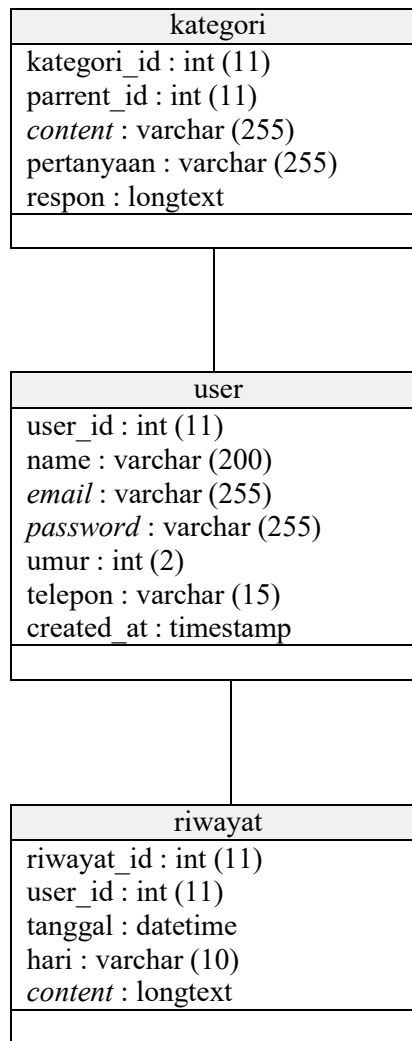 kategori
kategori_id : int (11)
parrent_id : int (11)
content : varchar (255)
pertanyaan : varchar (255)
respon : longtext
user
user_id : int (11)
name : varchar (200)
email : varchar (255)
password : varchar (255)
umur : int (2)
telepon : varchar (15)
created_at : timestamp
riwayat
riwayat_id : int (11)
user_id : int (11)
tanggal : datetime
hari : varchar (10)
content : longtext